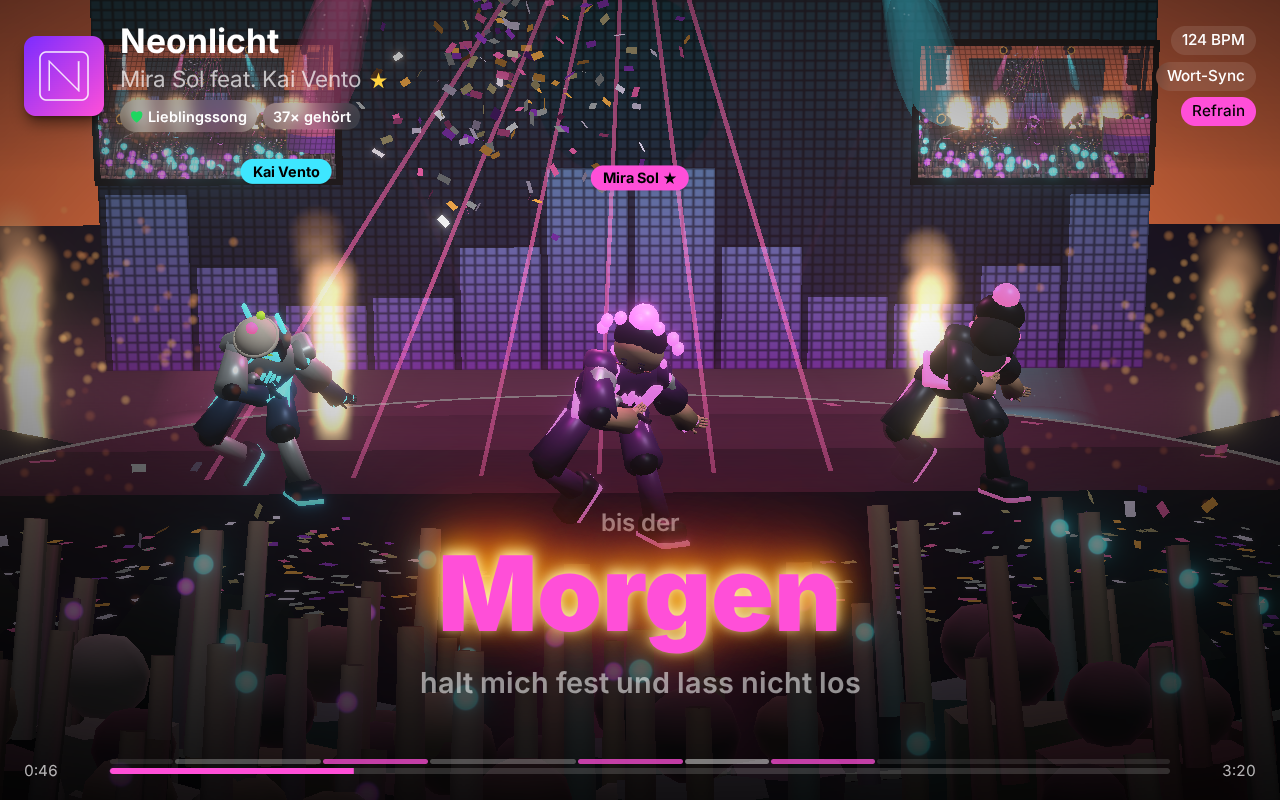 Neonlicht
Mira Sol feat. Kai Vento ★
Lieblingssong
37× gehört
124 BPM
Wort-Sync
Refrain
Kai Vento
Mira Sol ★
bis der
Morgen
halt mich fest und lass nicht los
0:46
3:20